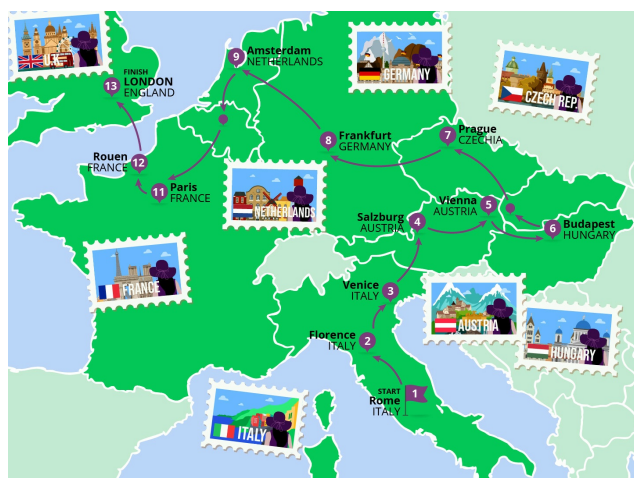 U.K.
13
FINISH
LONDON
ENGLAND
9
Amsterdam
NETHERLANDS
GERMANY
CZECH REP.
8
Frankfurt
GERMANY
7
Prague
CZECHIA
Rouen
FRANCE
12
11
Paris
FRANCE
NETHERLANDS
Salzburg
AUSTRIA
4
Vienna
AUSTRIA
5
6
Budapest
HUNGARY
FRANCE
Venice
ITALY
3
AUSTRIA
HUNGARY
Florence
ITALY
2
START
Rome
ITALY
1
ITALY